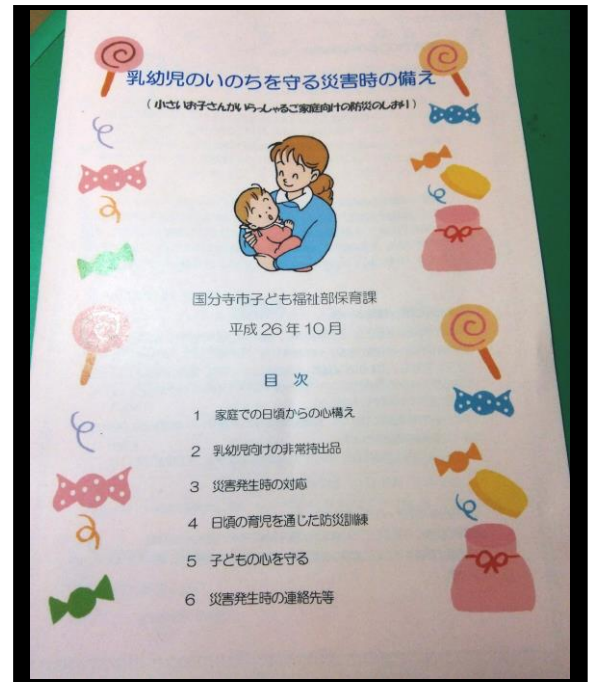 乳幼児のいのちを守る災害時の備え
(小さいお子さんがいらっしゃるご家庭向けの防災のしおり)
国分寺市子ども福祉部保育課
平成26年10月
目 次
1 家庭での日頃からの心構え
2 乳幼児向けの非常持出品
3 災害発生時の対応
4 日頃の育児を通じた防災訓練
5 子どもの心を守る
6 災害発生時の連絡先等